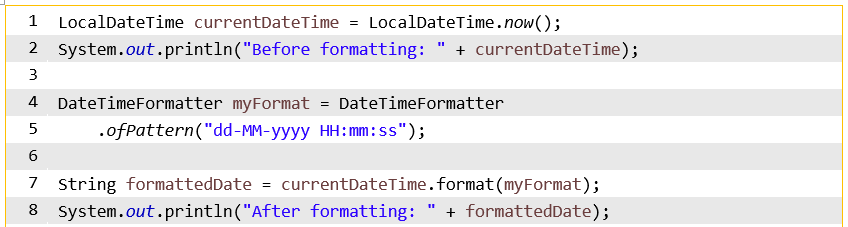 1 LocalDateTime currentDateTime = LocalDateTime.now();
2 System.out.println("Before formatting: " + currentDateTime);
3
4 DateTimeFormatter myFormat = DateTimeFormatter
5     .ofPattern("dd-MM-yyyy HH:mm:ss");
6
7 String formattedDate = currentDateTime.format(myFormat);
8 System.out.println("After formatting: " + formattedDate);